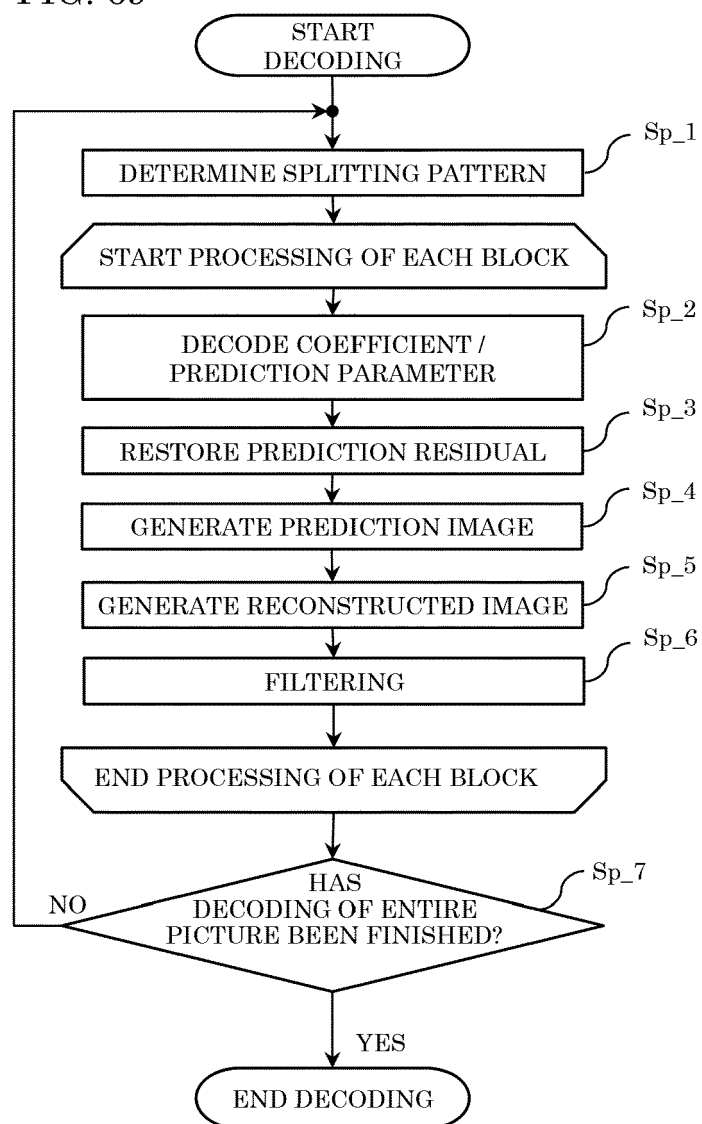 START
DECODING
Sp_1
DETERMINE SPLITTING PATTERN
START PROCESSING OF EACH BLOCK
Sp_2
DECODE COEFFICIENT /
PREDICTION PARAMETER
Sp_3
RESTORE PREDICTION RESIDUAL
Sp_4
GENERATE PREDICTION IMAGE
Sp_5
GENERATE RECONSTRUCTED IMAGE
Sp_6
FILTERING
END PROCESSING OF EACH BLOCK
Sp_7
HAS
DECODING OF ENTIRE
PICTURE BEEN FINISHED?
NO
YES
END DECODING